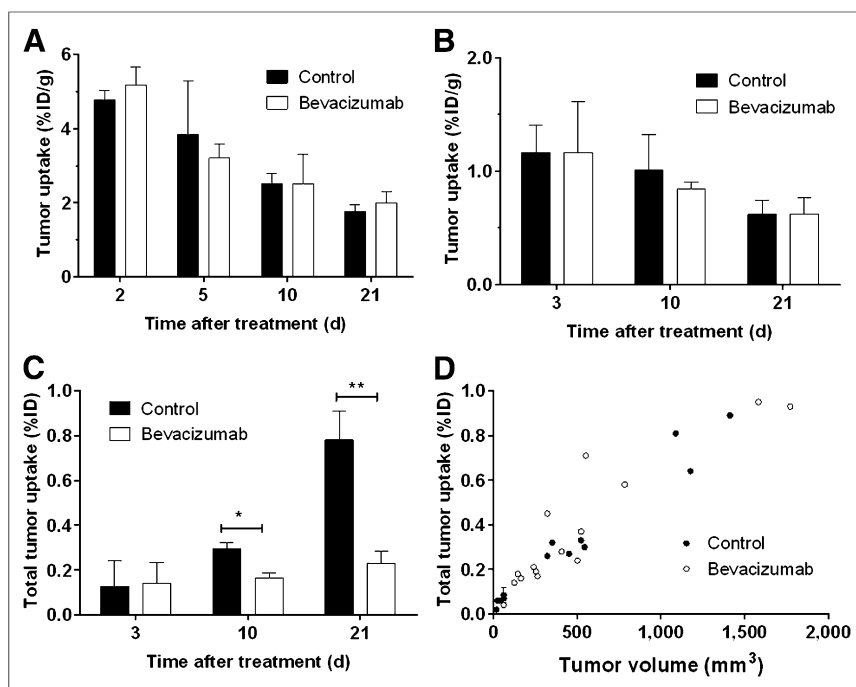 A
6
4
2
0
Tumor uptake (%ID/g)
Control
Bevacizumab
2 5 10 21
Time after treatment (d)
B
2.0
1.0
0.0
Tumor uptake (%ID/g)
Control
Bevacizumab
3 10 21
Time after treatment (d)
C
1.0
0.8
0.6
0.4
0.2
0.0
Total tumor uptake (%ID)
Control
Bevacizumab
*
**
3 10 21
Time after treatment (d)
D
1.0
0.8
0.6
0.4
0.2
0.0
Total tumor uptake (%ID)
Control
Bevacizumab
0 500 1,000 1,500 2,000
Tumor volume (mm³)